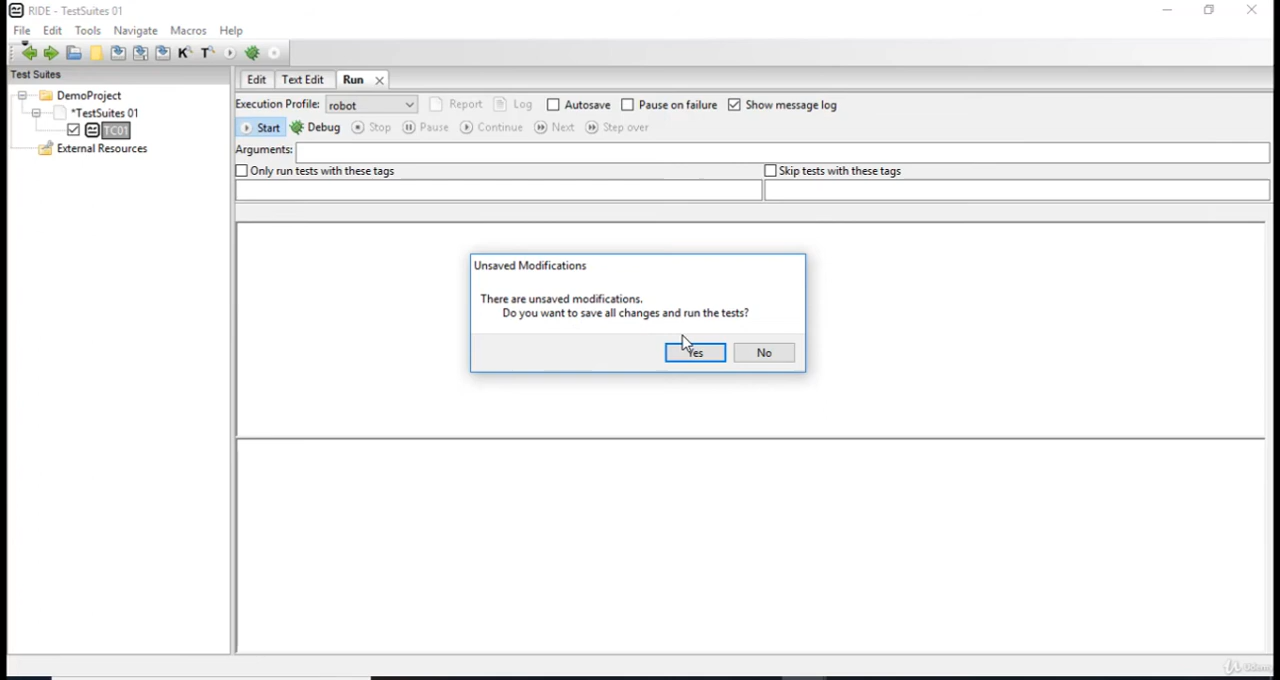 RIDE - TestSuites 01
File Edit Tools Navigate Macros Help
K T
Test Suites
DemoProject
*TestSuites 01
TC01
External Resources
Edit Text Edit Run
Execution Profile: robot Report Log Autosave Pause on failure Show message log
Start Debug Stop Pause Continue Next Step over
Arguments:
Only run tests with these tags Skip tests with these tags
Unsaved Modifications
There are unsaved modifications.
Do you want to save all changes and run the tests?
Yes No
Udemy